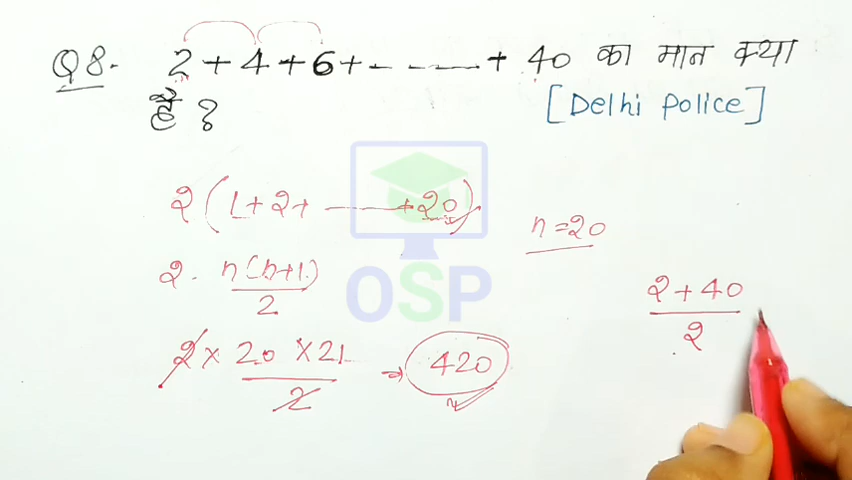 Q8. 2 + 4 + 6 + - - - — + 40 का मान क्या
है ?
[Delhi Police]
2 (1 + 2 + ——— + 20)
n = 20
2 . n(n+1)
2
2 + 40
2
2 × 20 × 21
2
⇒ 420
OSP